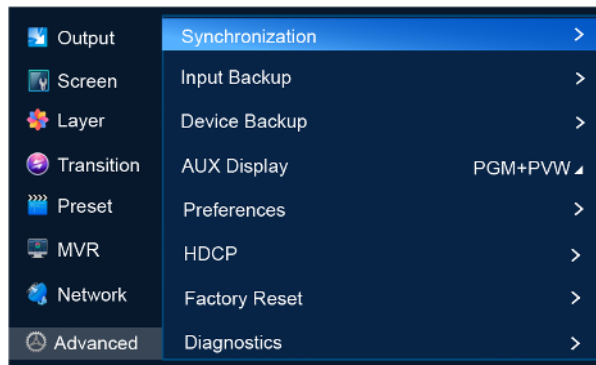 Output
Screen
Layer
Transition
Preset
MVR
Network
Advanced
Synchronization
Input Backup
Device Backup
AUX Display PGM+PVW
Preferences
HDCP
Factory Reset
Diagnostics